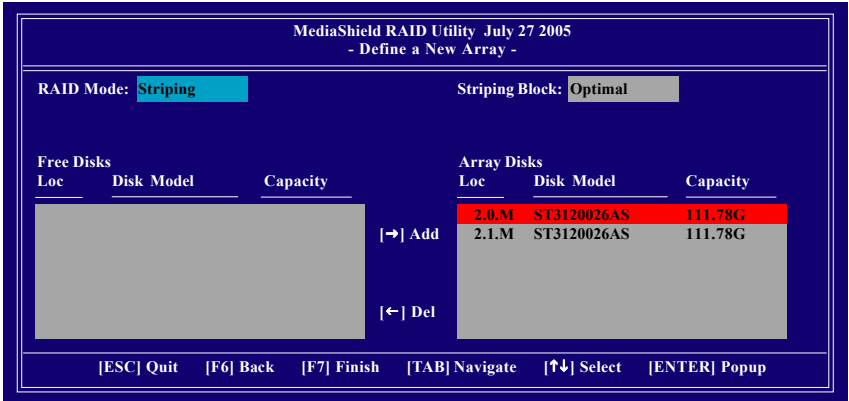 MediaShield RAID Utility July 27 2005
- Define a New Array -
RAID Mode: Striping
Striping Block: Optimal
Free Disks
Loc Disk Model Capacity
[→] Add
[←] Del
Array Disks
Loc Disk Model Capacity
2.0.M ST3120026AS 111.78G
2.1.M ST3120026AS 111.78G
[ESC] Quit [F6] Back [F7] Finish [TAB] Navigate [↑↓] Select [ENTER] Popup